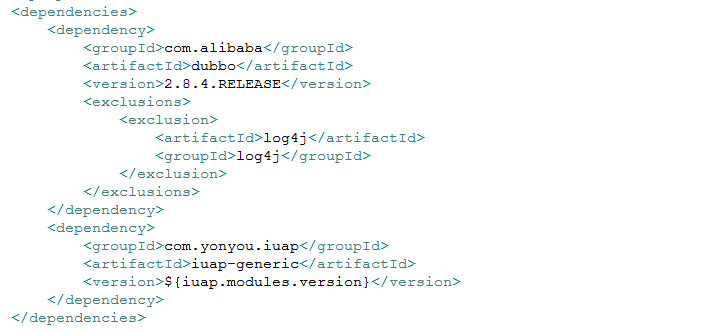 <dependencies>
    <dependency>
        <groupId>com.alibaba</groupId>
        <artifactId>dubbo</artifactId>
        <version>2.8.4.RELEASE</version>
        <exclusions>
            <exclusion>
                <artifactId>log4j</artifactId>
                <groupId>log4j</groupId>
            </exclusion>
        </exclusions>
    </dependency>
    <dependency>
        <groupId>com.yonyou.iuap</groupId>
        <artifactId>iuap-generic</artifactId>
        <version>${iuap.modules.version}</version>
    </dependency>
</dependencies>